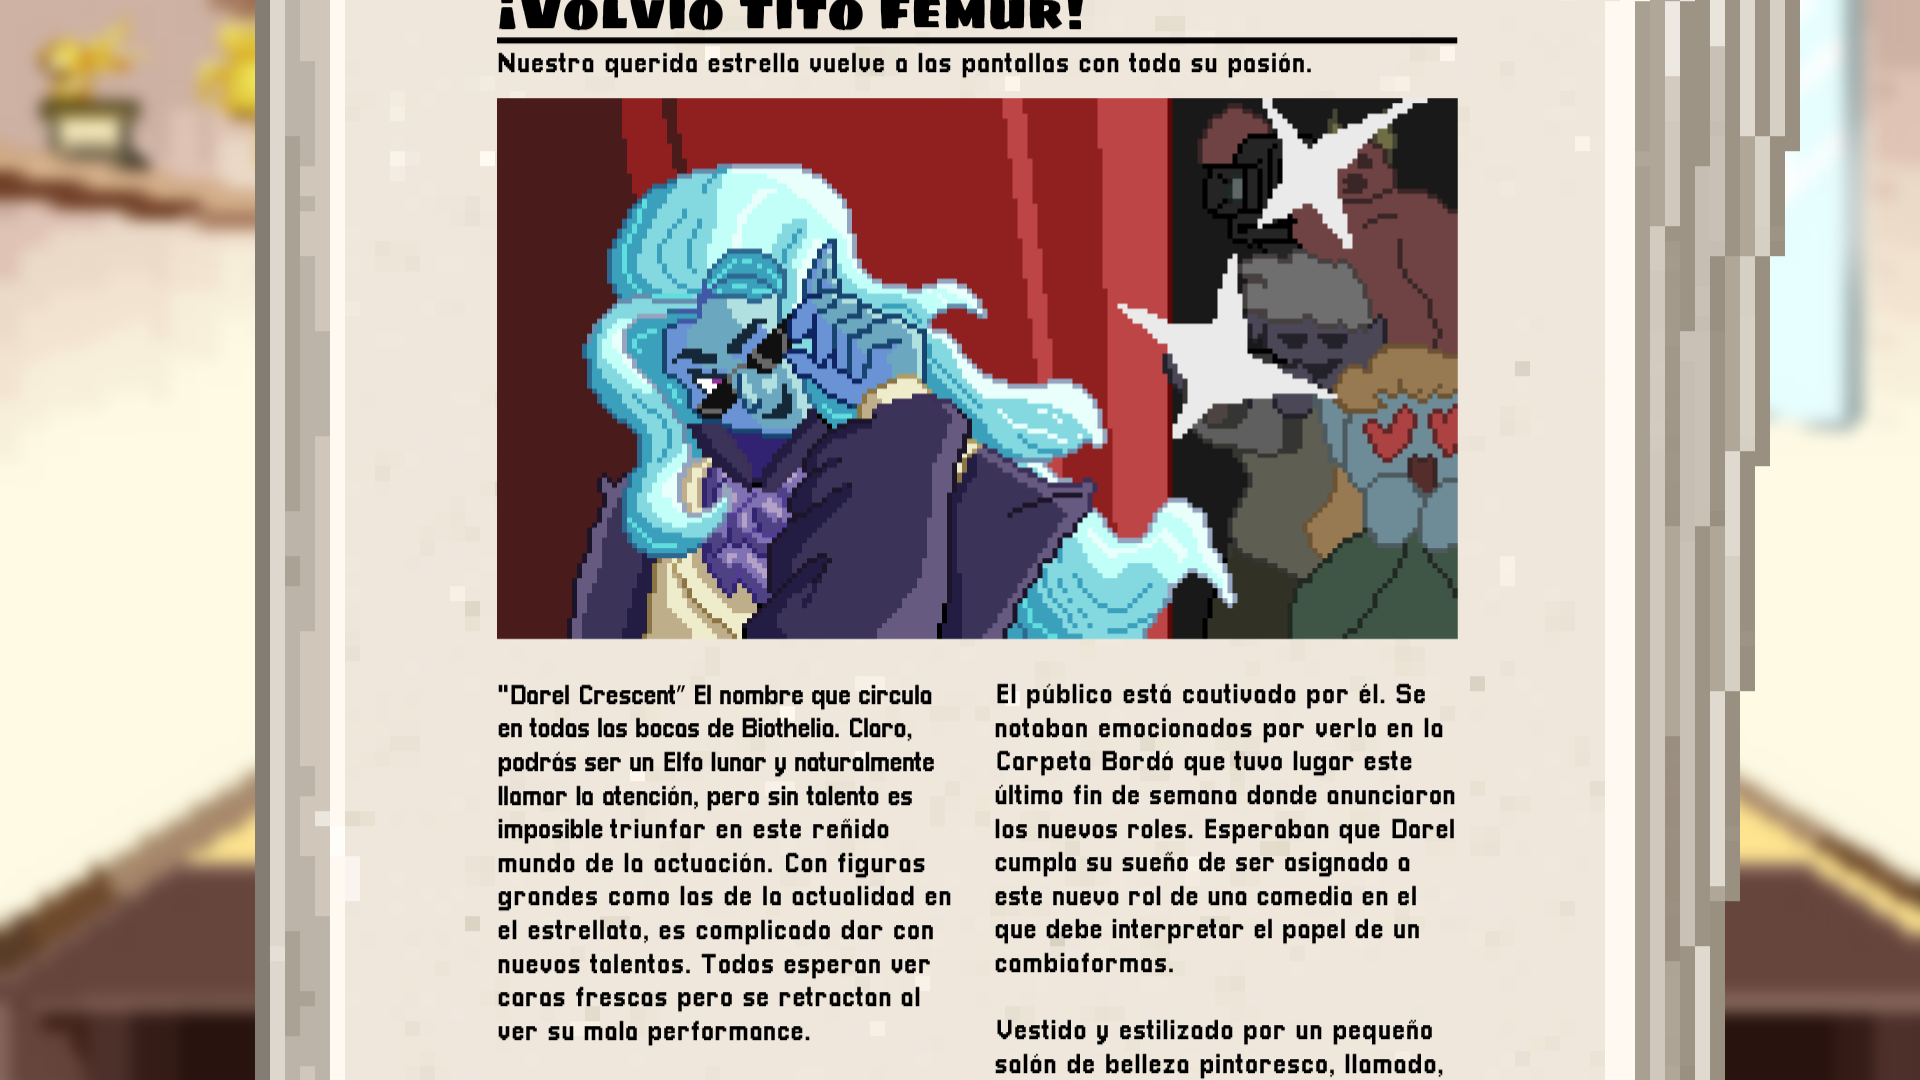 ¡VOLVIÓ TITO FEMUR!
Nuestra querida estrella vuelve a las pantallas con toda su pasión.
"Darel Crescent" El nombre que circula
en todas las bocas de Biothelia. Claro,
podrás ser un Elfo lunar y naturalmente
llamar la atención, pero sin talento es
imposible triunfar en este reñido
mundo de la actuación. Con figuras
grandes como las de la actualidad en
el estrellato, es complicado dar con
nuevos talentos. Todos esperan ver
caras frescas pero se retractan al
ver su mala performance.
El público está cautivado por él. Se
notaban emocionados por verlo en la
Carpeta Bordó que tuvo lugar este
último fin de semana donde anunciaron
los nuevos roles. Esperaban que Darel
cumpla su sueño de ser asignado a
este nuevo rol de una comedia en el
que debe interpretar el papel de un
cambiaformas.
Vestido y estilizado por un pequeño
salón de belleza pintoresco, llamado,